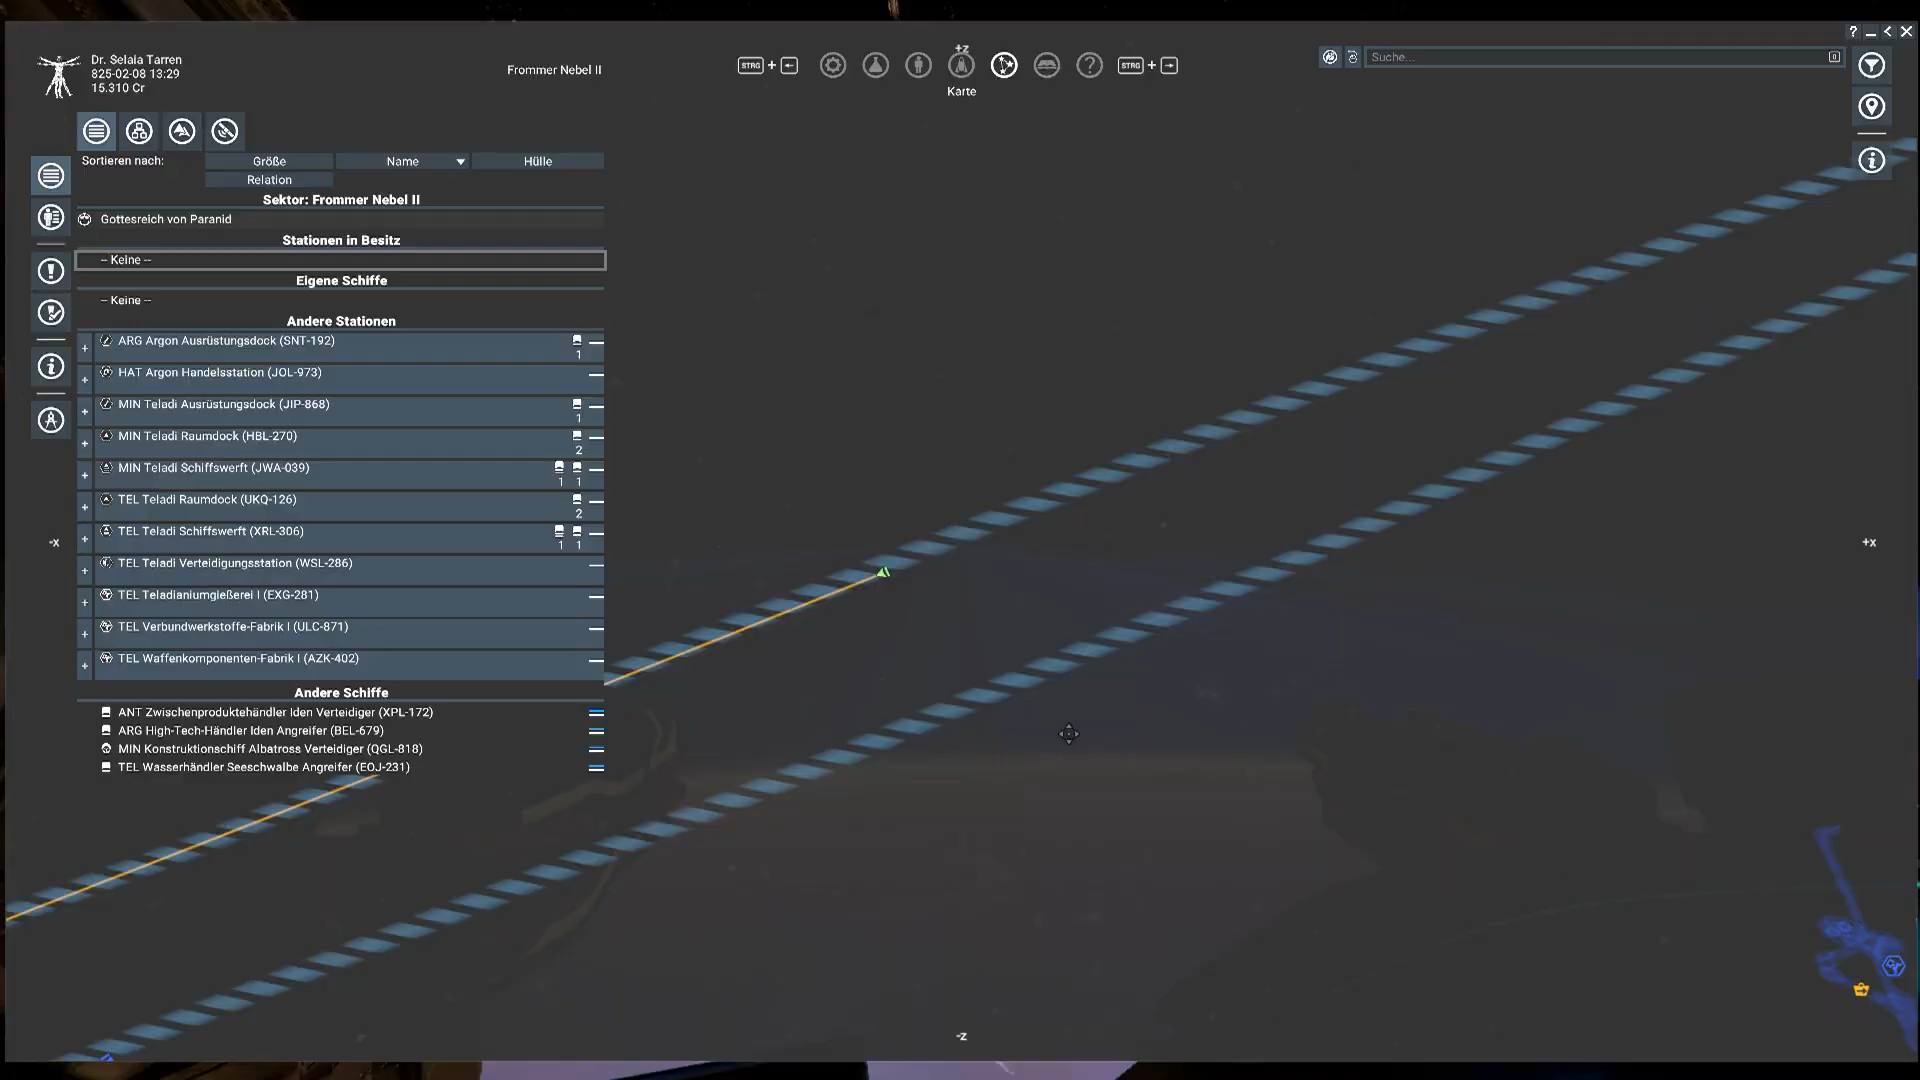 ? _ < X
Dr. Selaia Tarren
825-02-08 13:29
15.310 Cr
Frommer Nebel II
STRG + ←
+Z
?
STRG + →
Karte
Suche...
Sortieren nach:
Größe
Name
Hülle
Relation
Sektor: Frommer Nebel II
Gottesreich von Paranid
Stationen in Besitz
-- Keine --
Eigene Schiffe
-- Keine --
Andere Stationen
+ ARG Argon Ausrüstungsdock (SNT-192) 1
+ HAT Argon Handelsstation (JOL-973)
+ MIN Teladi Ausrüstungsdock (JIP-868) 1
+ MIN Teladi Raumdock (HBL-270) 2
+ MIN Teladi Schiffswerft (JWA-039) 1 1
+ TEL Teladi Raumdock (UKQ-126) 2
+ TEL Teladi Schiffswerft (XRL-306) 1 1
+ TEL Teladi Verteidigungsstation (WSL-286)
+ TEL Teladianiumgießerei I (EXG-281)
+ TEL Verbundwerkstoffe-Fabrik I (ULC-871)
+ TEL Waffenkomponenten-Fabrik I (AZK-402)
Andere Schiffe
ANT Zwischenproduktehändler Iden Verteidiger (XPL-172)
ARG High-Tech-Händler Iden Angreifer (BEL-679)
MIN Konstruktionschiff Albatross Verteidiger (QGL-818)
TEL Wasserhändler Seeschwalbe Angreifer (EOJ-231)
-X
+X
-Z